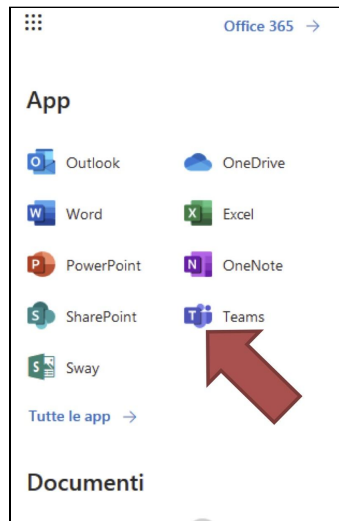 Office 365 →
App
Outlook OneDrive
Word Excel
PowerPoint OneNote
SharePoint Teams
Sway
Tutte le app →
Documenti